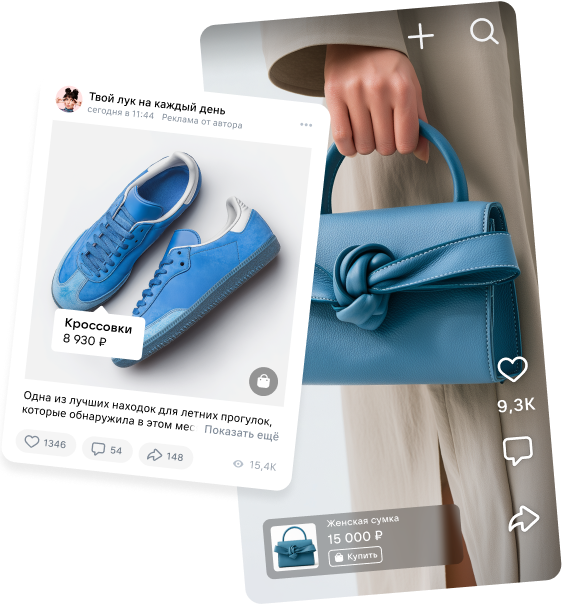 Твой лук на каждый день
сегодня в 11:44 Реклама от автора
Кроссовки
8 930 ₽
Одна из лучших находок для летних прогулок,
которые обнаружила в этом мес Показать ещё
1346
54
148
15,4K
9,3K
Женская сумка
15 000 ₽
Купить